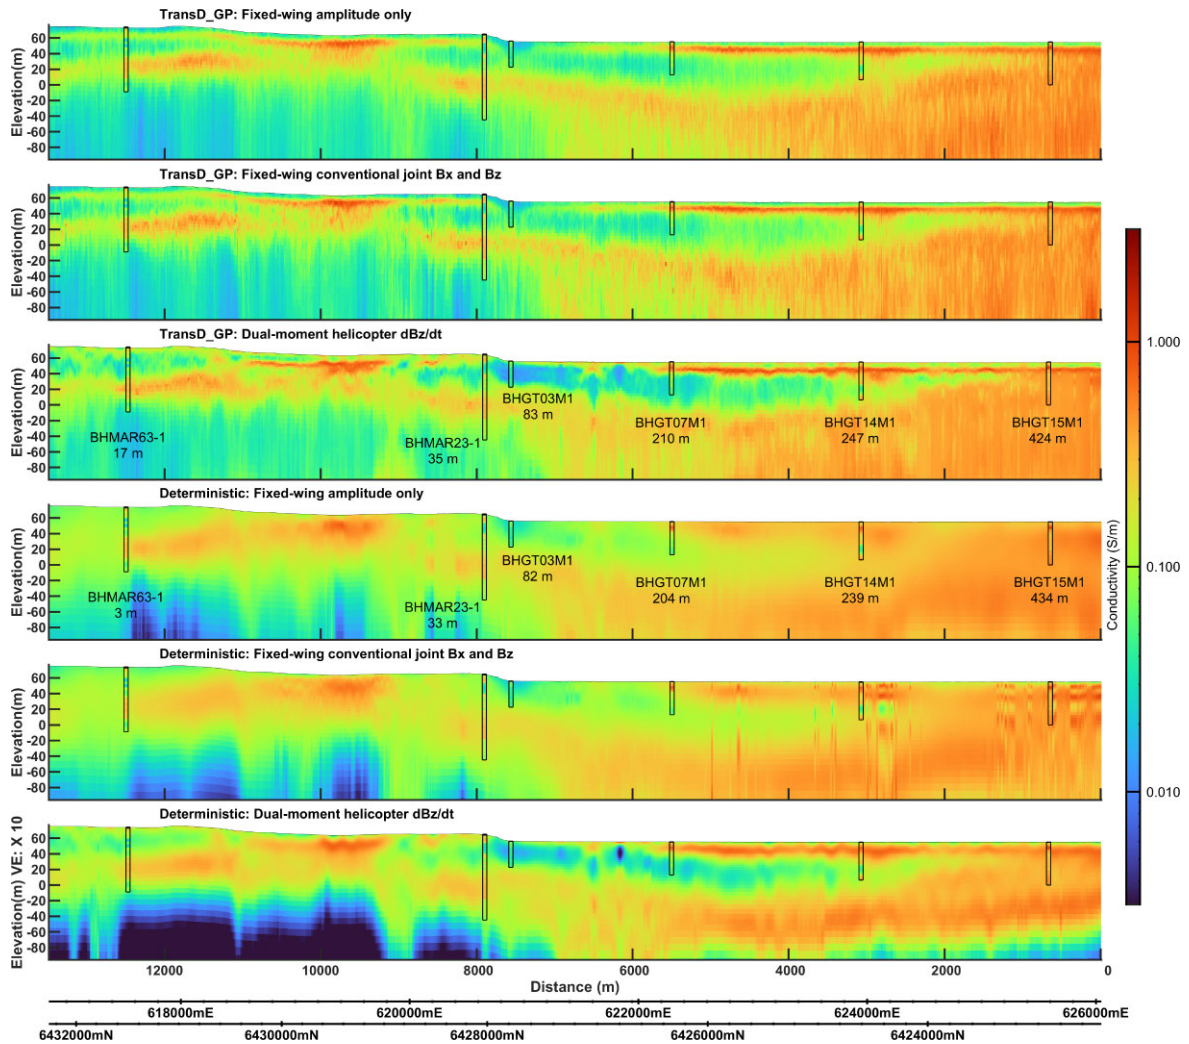 TransD_GP: Fixed-wing amplitude only
Elevation(m)
60
40
20
0
-20
-40
-60
-80
TransD_GP: Fixed-wing conventional joint Bx and Bz
Elevation(m)
60
40
20
0
-20
-40
-60
-80
TransD_GP: Dual-moment helicopter dBz/dt
Elevation(m)
60
40
20
0
-20
-40
-60
-80
BHMAR63-1
17 m
BHMAR23-1
35 m
BHGT03M1
83 m
BHGT07M1
210 m
BHGT14M1
247 m
BHGT15M1
424 m
Deterministic: Fixed-wing amplitude only
Elevation(m)
60
40
20
0
-20
-40
-60
-80
BHMAR63-1
3 m
BHMAR23-1
33 m
BHGT03M1
82 m
BHGT07M1
204 m
BHGT14M1
239 m
BHGT15M1
434 m
Deterministic: Fixed-wing conventional joint Bx and Bz
Elevation(m)
60
40
20
0
-20
-40
-60
-80
Deterministic: Dual-moment helicopter dBz/dt
Elevation(m) VE: X 10
60
40
20
0
-20
-40
-60
-80
12000 10000 8000 6000 4000 2000 0
Distance (m)
618000mE 620000mE 622000mE 624000mE 626000mE
6432000mN 6430000mN 6428000mN 6426000mN 6424000mN
Conductivity (S/m)
1.000
0.100
0.010